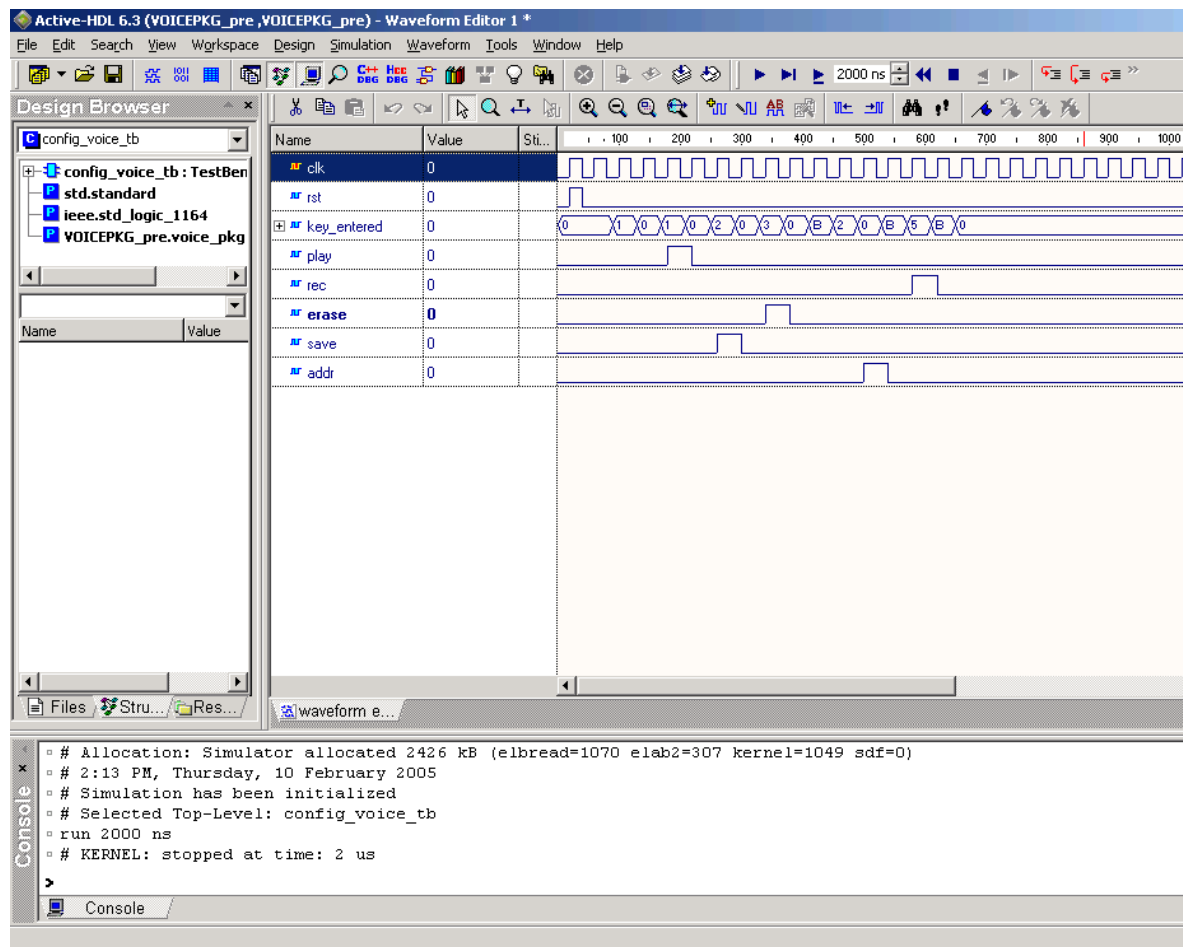 Active-HDL 6.3 (VOICEPKG_pre ,VOICEPKG_pre) - Waveform Editor 1 *
File Edit Search View Workspace Design Simulation Waveform Tools Window Help
C++ DBG HCC DBG 2000 ns
Design Browser
config_voice_tb
config_voice_tb : TestBen
std.standard
ieee.std_logic_1164
VOICEPKG_pre.voice_pkg
Name Value
Files Stru... Res...
Name Value Sti... 100 200 300 400 500 600 700 800 900 1000
clk 0
rst 0
key_entered 0 0 1 0 1 0 2 0 3 0 B 2 0 B 5 B 0
play 0
rec 0
erase 0
save 0
addr 0
waveform e...
# Allocation: Simulator allocated 2426 kB (elbread=1070 elab2=307 kernel=1049 sdf=0)
# 2:13 PM, Thursday, 10 February 2005
# Simulation has been initialized
# Selected Top-Level: config_voice_tb
run 2000 ns
# KERNEL: stopped at time: 2 us
>
Console
Console